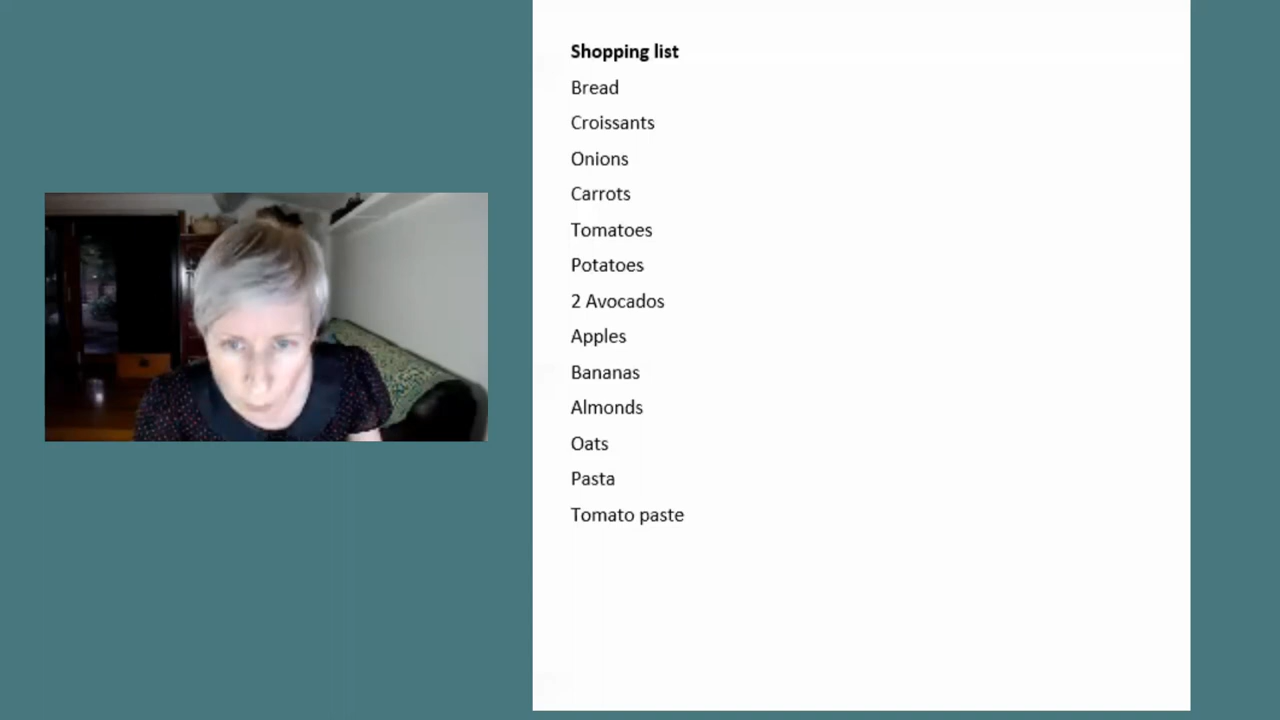 Shopping list
Bread
Croissants
Onions
Carrots
Tomatoes
Potatoes
2 Avocados
Apples
Bananas
Almonds
Oats
Pasta
Tomato paste